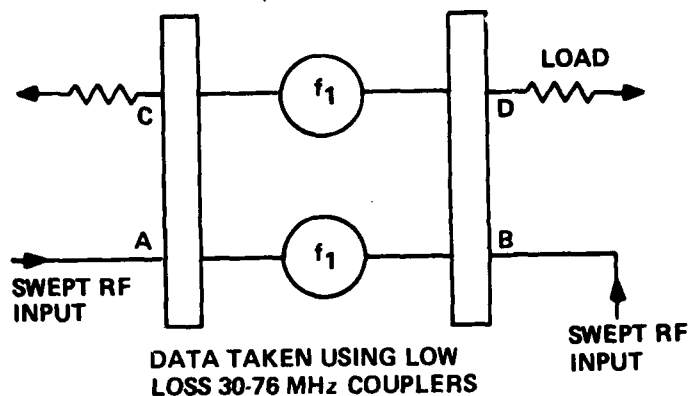 LOAD
f1
C
D
A
f1
B
SWEPT RF
INPUT
SWEPT RF
INPUT
DATA TAKEN USING LOW
LOSS 30-76 MHz COUPLERS